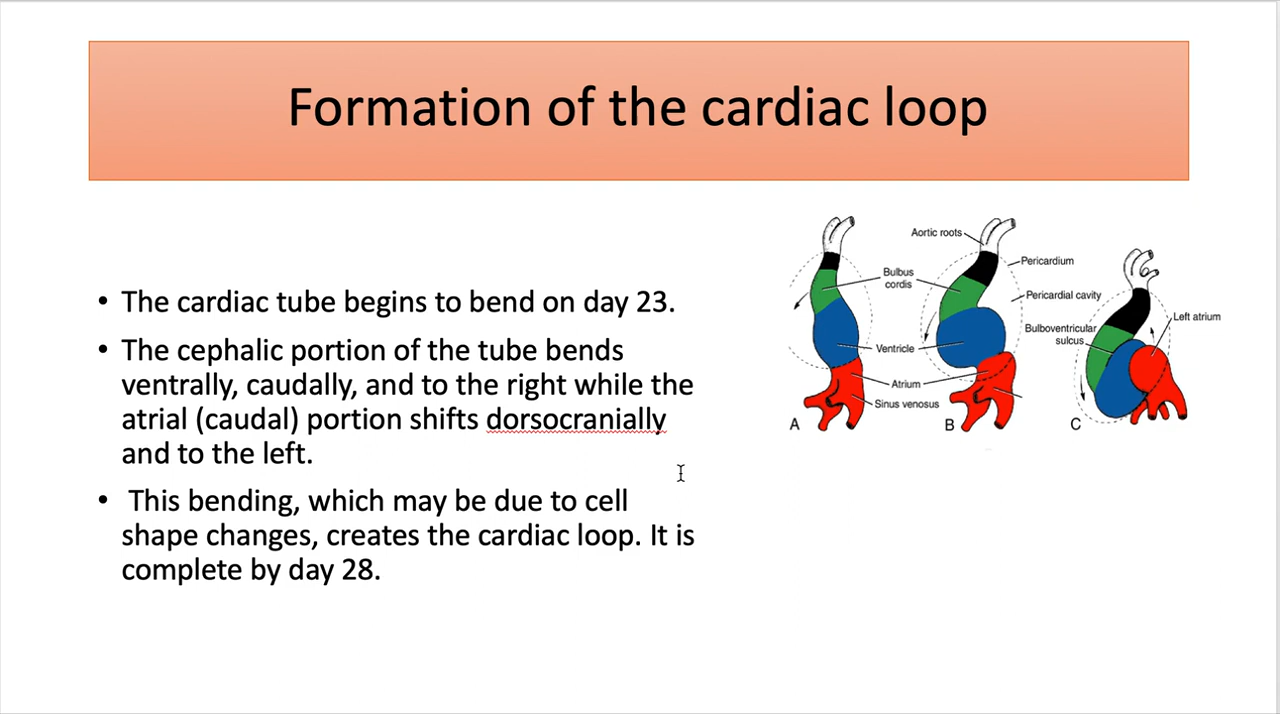 Formation of the cardiac loop
• The cardiac tube begins to bend on day 23.
• The cephalic portion of the tube bends
ventrally, caudally, and to the right while the
atrial (caudal) portion shifts dorsocranially
and to the left.
• This bending, which may be due to cell
shape changes, creates the cardiac loop. It is
complete by day 28.
Aortic roots
Pericardium
Bulbus
cordis
Pericardial cavity
Left atrium
Bulboventricular
sulcus
Ventricle
Atrium
Sinus venosus
A
B
C